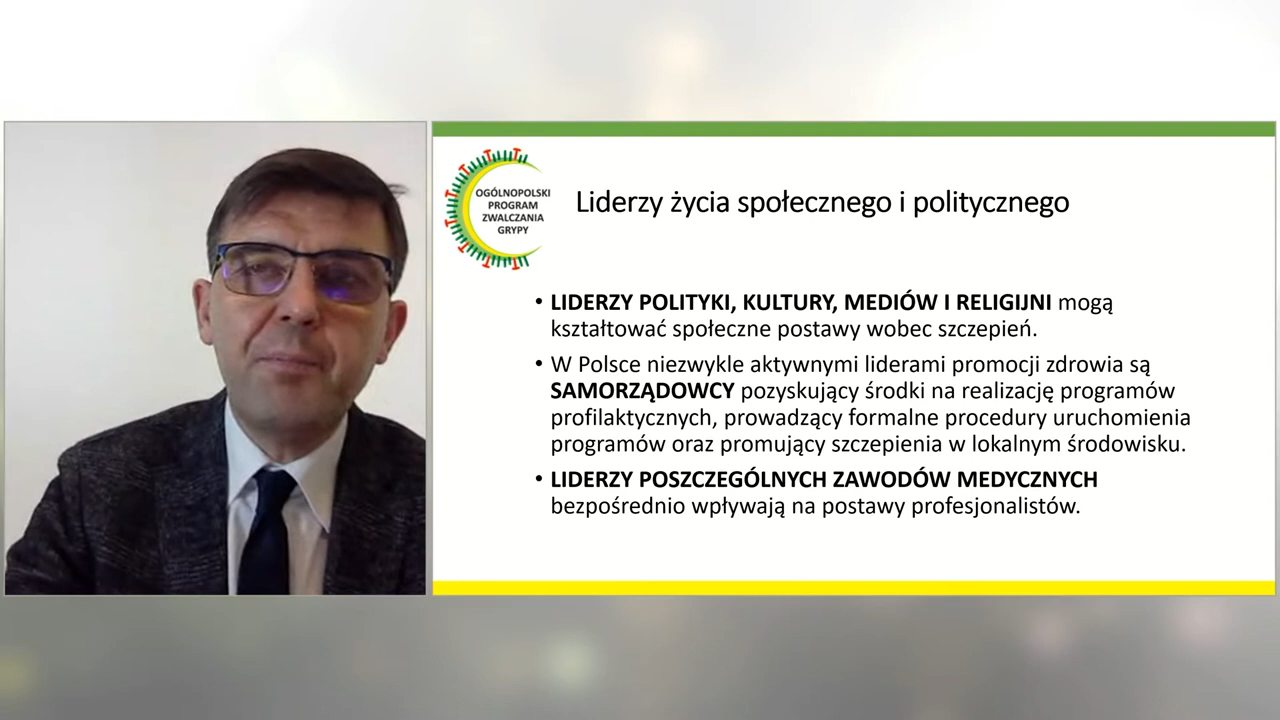 OGÓLNOPOLSKI
PROGRAM
ZWALCZANIA
GRYPY
Liderzy życia społecznego i politycznego
• LIDERZY POLITYKI, KULTURY, MEDIÓW I RELIGIJNI mogą
kształtować społeczne postawy wobec szczepień.
• W Polsce niezwykle aktywnymi liderami promocji zdrowia są
SAMORZĄDOWCY pozyskujący środki na realizację programów
profilaktycznych, prowadzący formalne procedury uruchomienia
programów oraz promujący szczepienia w lokalnym środowisku.
• LIDERZY POSZCZEGÓLNYCH ZAWODÓW MEDYCZNYCH
bezpośrednio wpływają na postawy profesjonalistów.